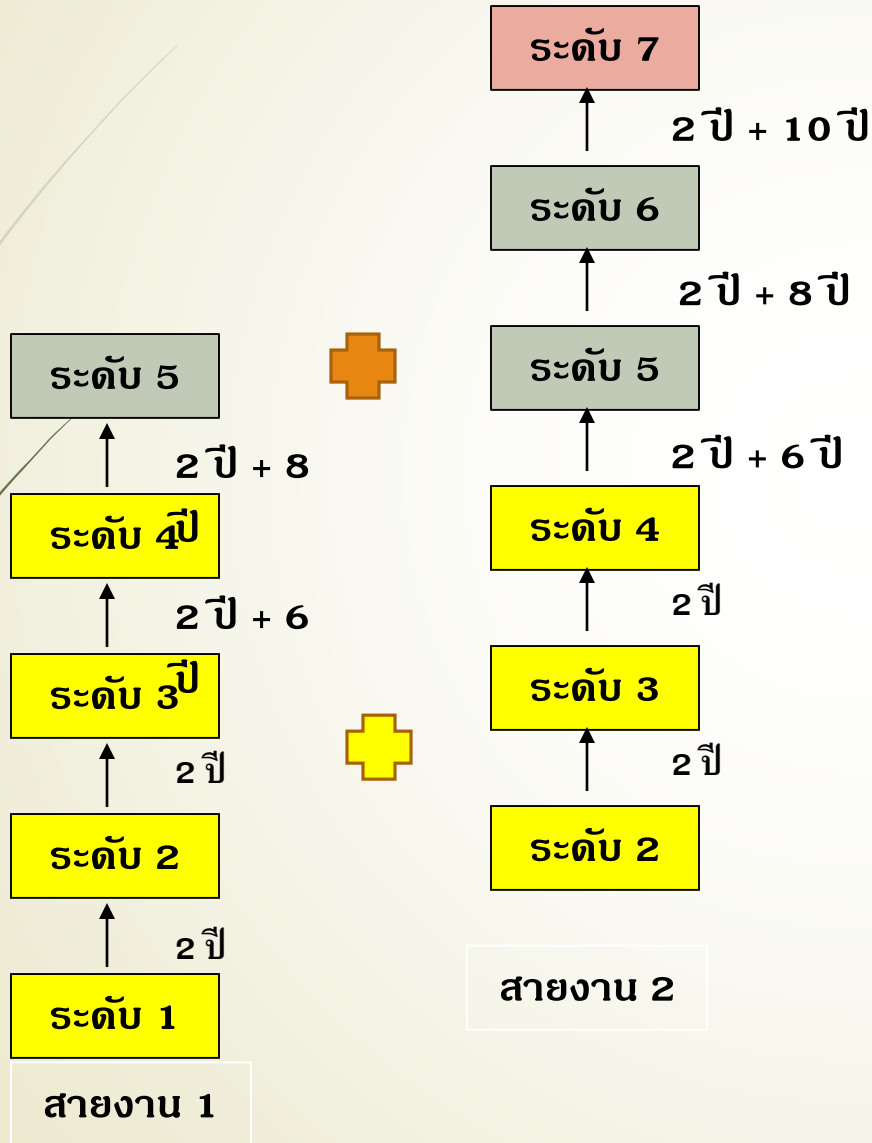 ระดับ 7
2 ปี + 10 ปี
ระดับ 6
2 ปี + 8 ปี
ระดับ 5
2 ปี + 6 ปี
ระดับ 4
2 ปี
ระดับ 3
2 ปี
ระดับ 2
สายงาน 2
ระดับ 5
2 ปี + 8
ปี
ระดับ 4
2 ปี + 6
ปี
ระดับ 3
2 ปี
ระดับ 2
2 ปี
ระดับ 1
สายงาน 1